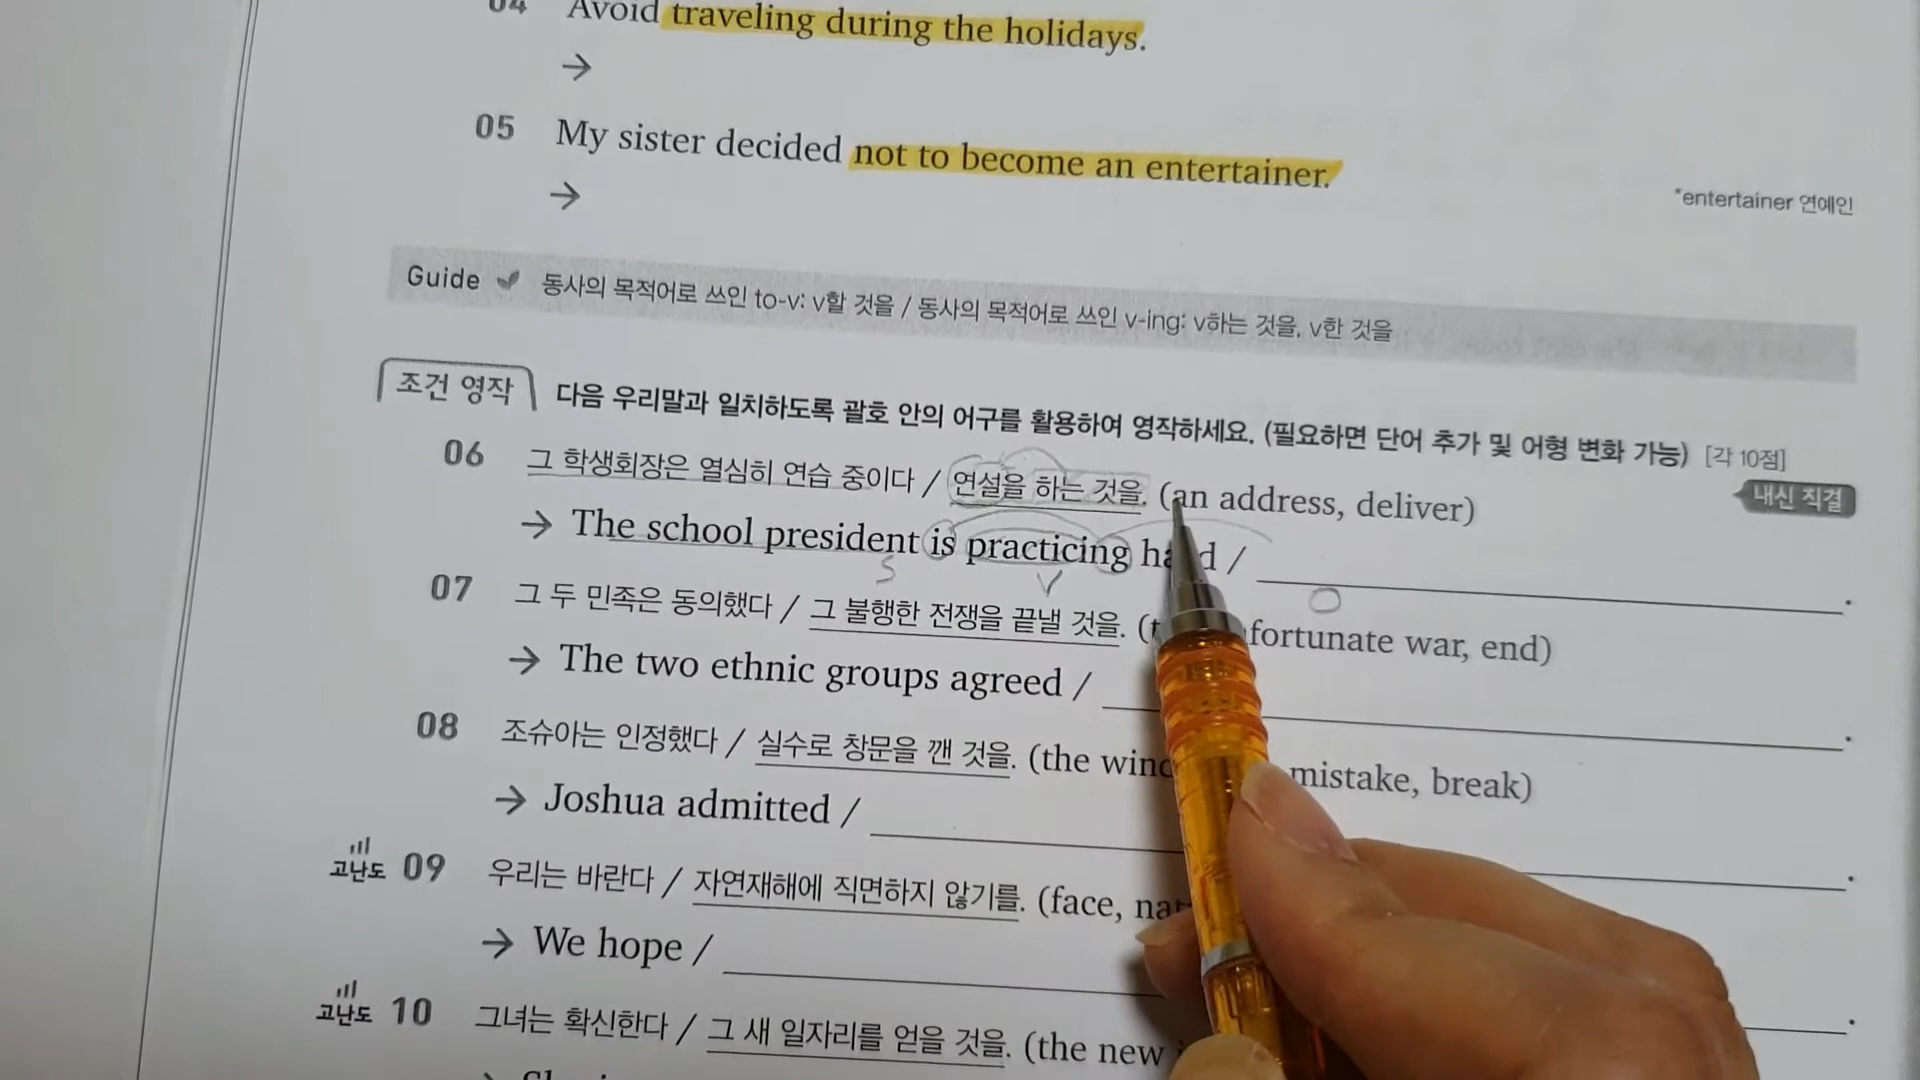 04 Avoid traveling during the holidays.
→
05 My sister decided not to become an entertainer.
*entertainer 연예인
→
Guide 동사의 목적어로 쓰인 to-v: v할 것을 / 동사의 목적어로 쓰인 v-ing: v하는 것을, v한 것을
조건 영작 다음 우리말과 일치하도록 괄호 안의 어구를 활용하여 영작하세요. (필요하면 단어 추가 및 어형 변화 가능) [각 10점]
06 그 학생회장은 열심히 연습 중이다 / 연설을 하는 것을. (an address, deliver) 내신 직결
→ The school president is practicing hard / .
S V O
07 그 두 민족은 동의했다 / 그 불행한 전쟁을 끝낼 것을. ( war, end)
→ The two ethnic groups agreed / .
08 조슈아는 인정했다 / 실수로 창문을 깬 것을. (the mistake, break)
→ Joshua admitted / .
고난도 09 우리는 바란다 / 자연재해에 직면하지 않기를. (face,
→ We hope / .
고난도 10 그녀는 확신한다 / 그 새 일자리를 얻을 것을. (the new